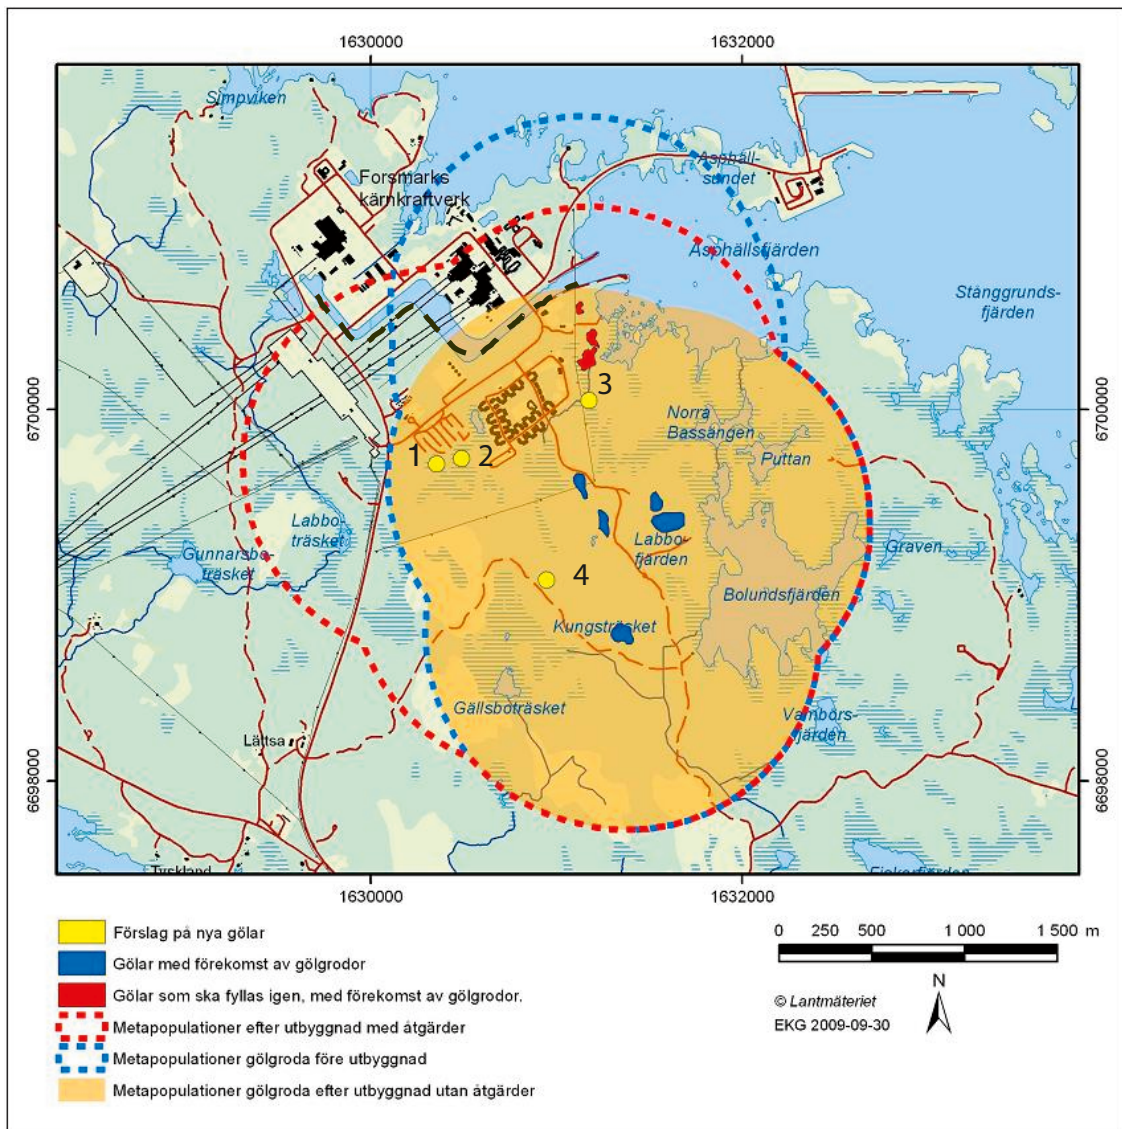 1630000
1632000
Simpviken
Forsmarks
kärnkraftverk
Asphäll-
sundet
Asphällsfjärden
Stånggrunds-
fjärden
6700000
6700000
3
Norra
Bassängen
1
2
Puttan
Labbo-
träsket
Labbo-
fjärden
Gunnarsbo-
träsket
Graven
4
Bolundsfjärden
Kungsträsket
Gällsboträsket
Vambörs-
fjärden
Lättsa
6698000
6698000
Tyskland
Fiskarfjärden
1630000
1632000
Förslag på nya gölar
Gölar med förekomst av gölgrodor
Gölar som ska fyllas igen, med förekomst av gölgrodor.
Metapopulationer efter utbyggnad med åtgärder
Metapopulationer gölgroda före utbyggnad
Metapopulationer gölgroda efter utbyggnad utan åtgärder
0 250 500 1 000 1 500 m
N
© Lantmäteriet
EKG 2009-09-30